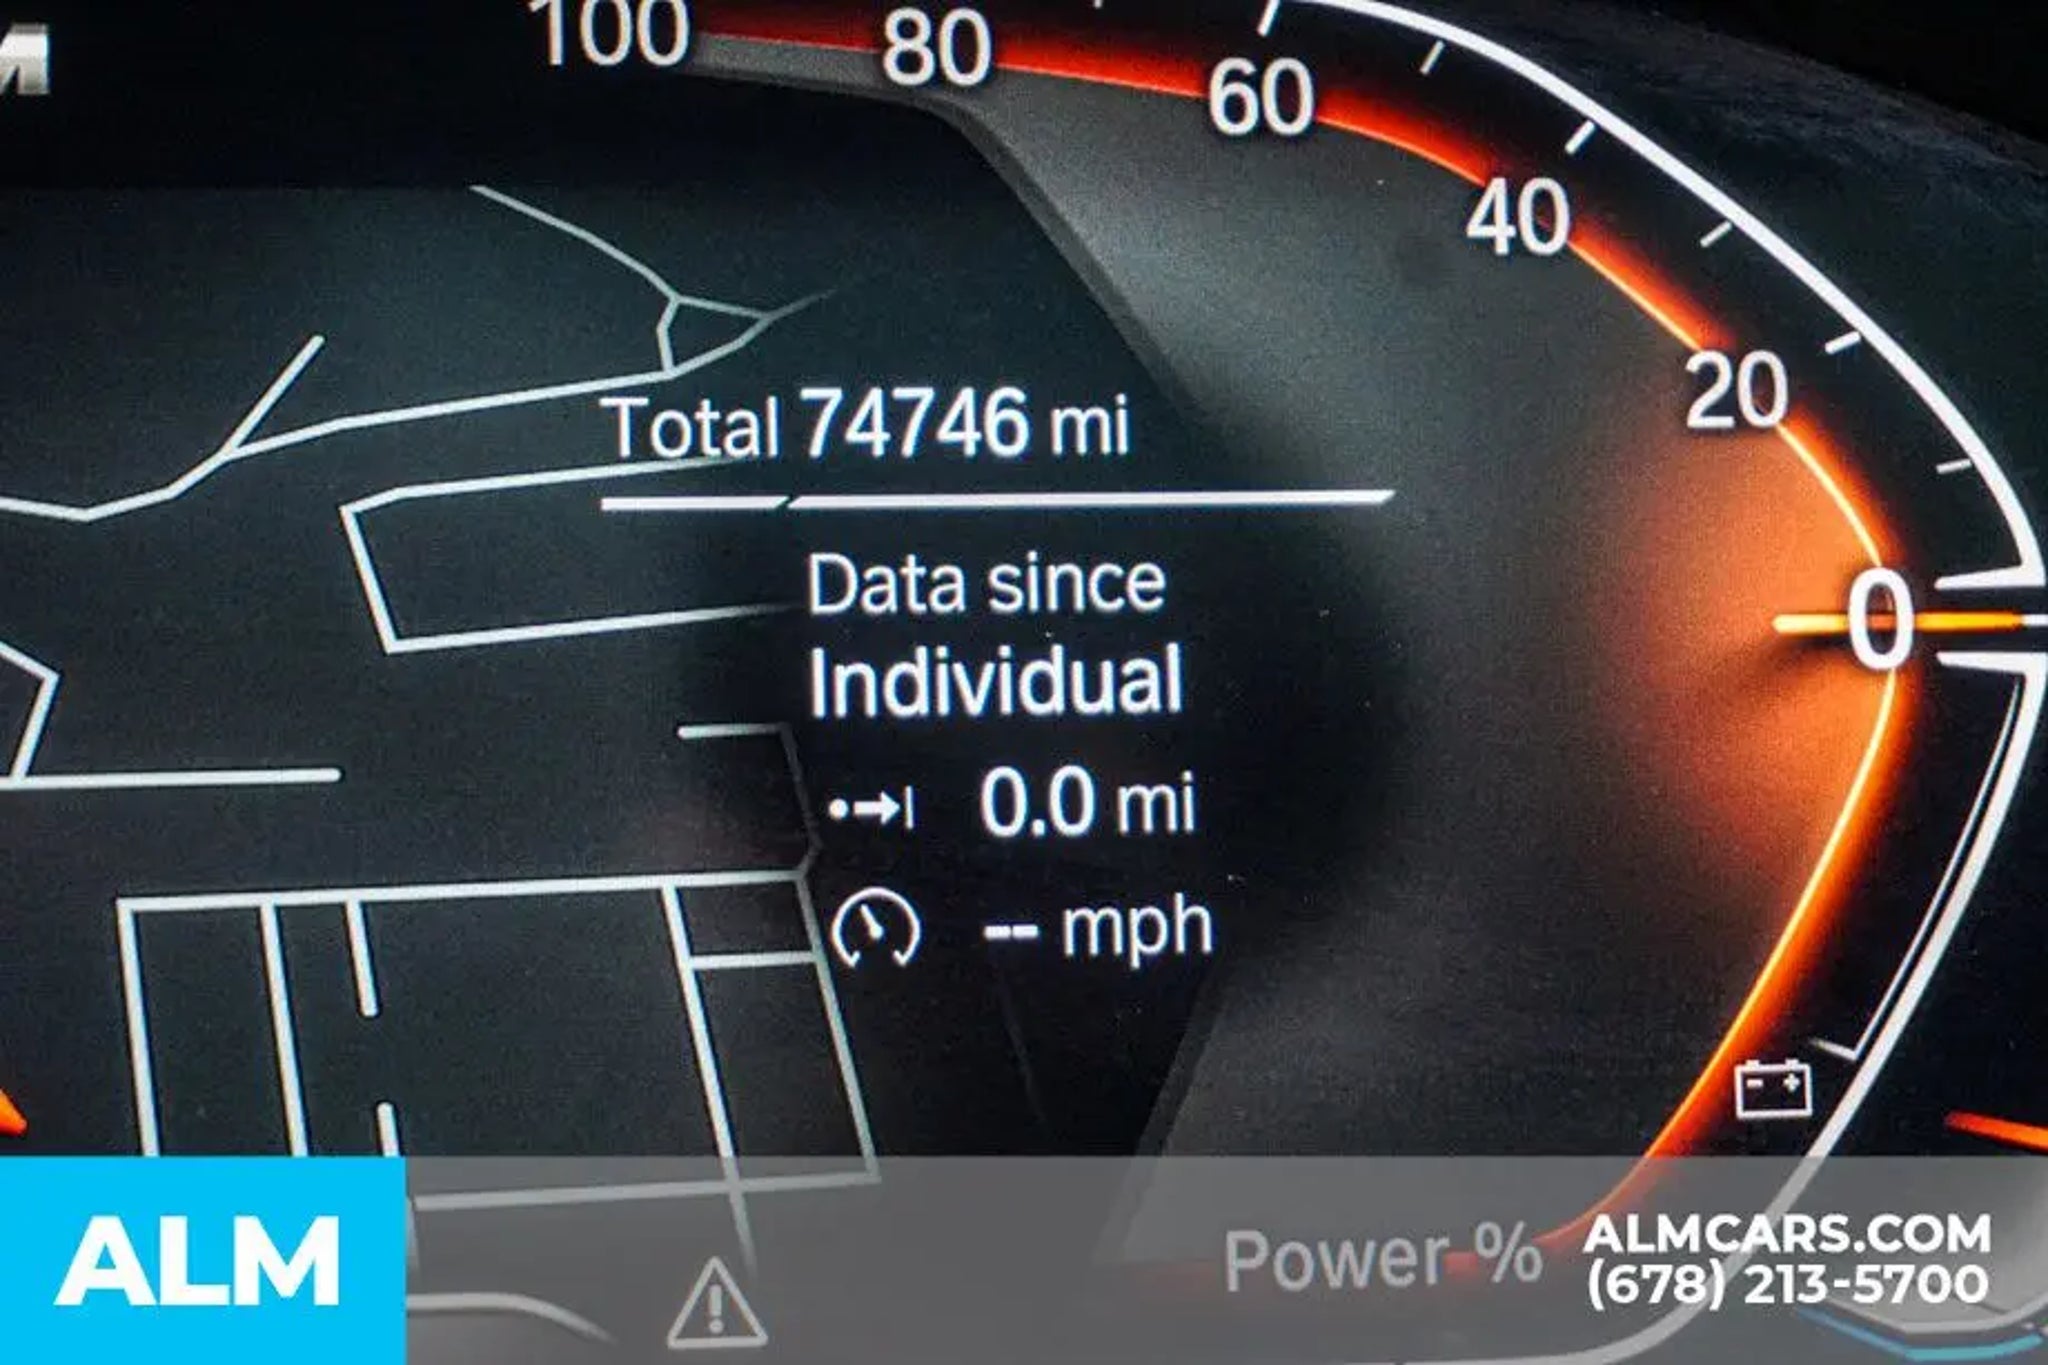 100
80
60
40
20
0
Total 74746 mi
Data since
Individual
0.0 mi
-- mph
Power %
ALM
ALMCARS.COM
(678) 213-5700